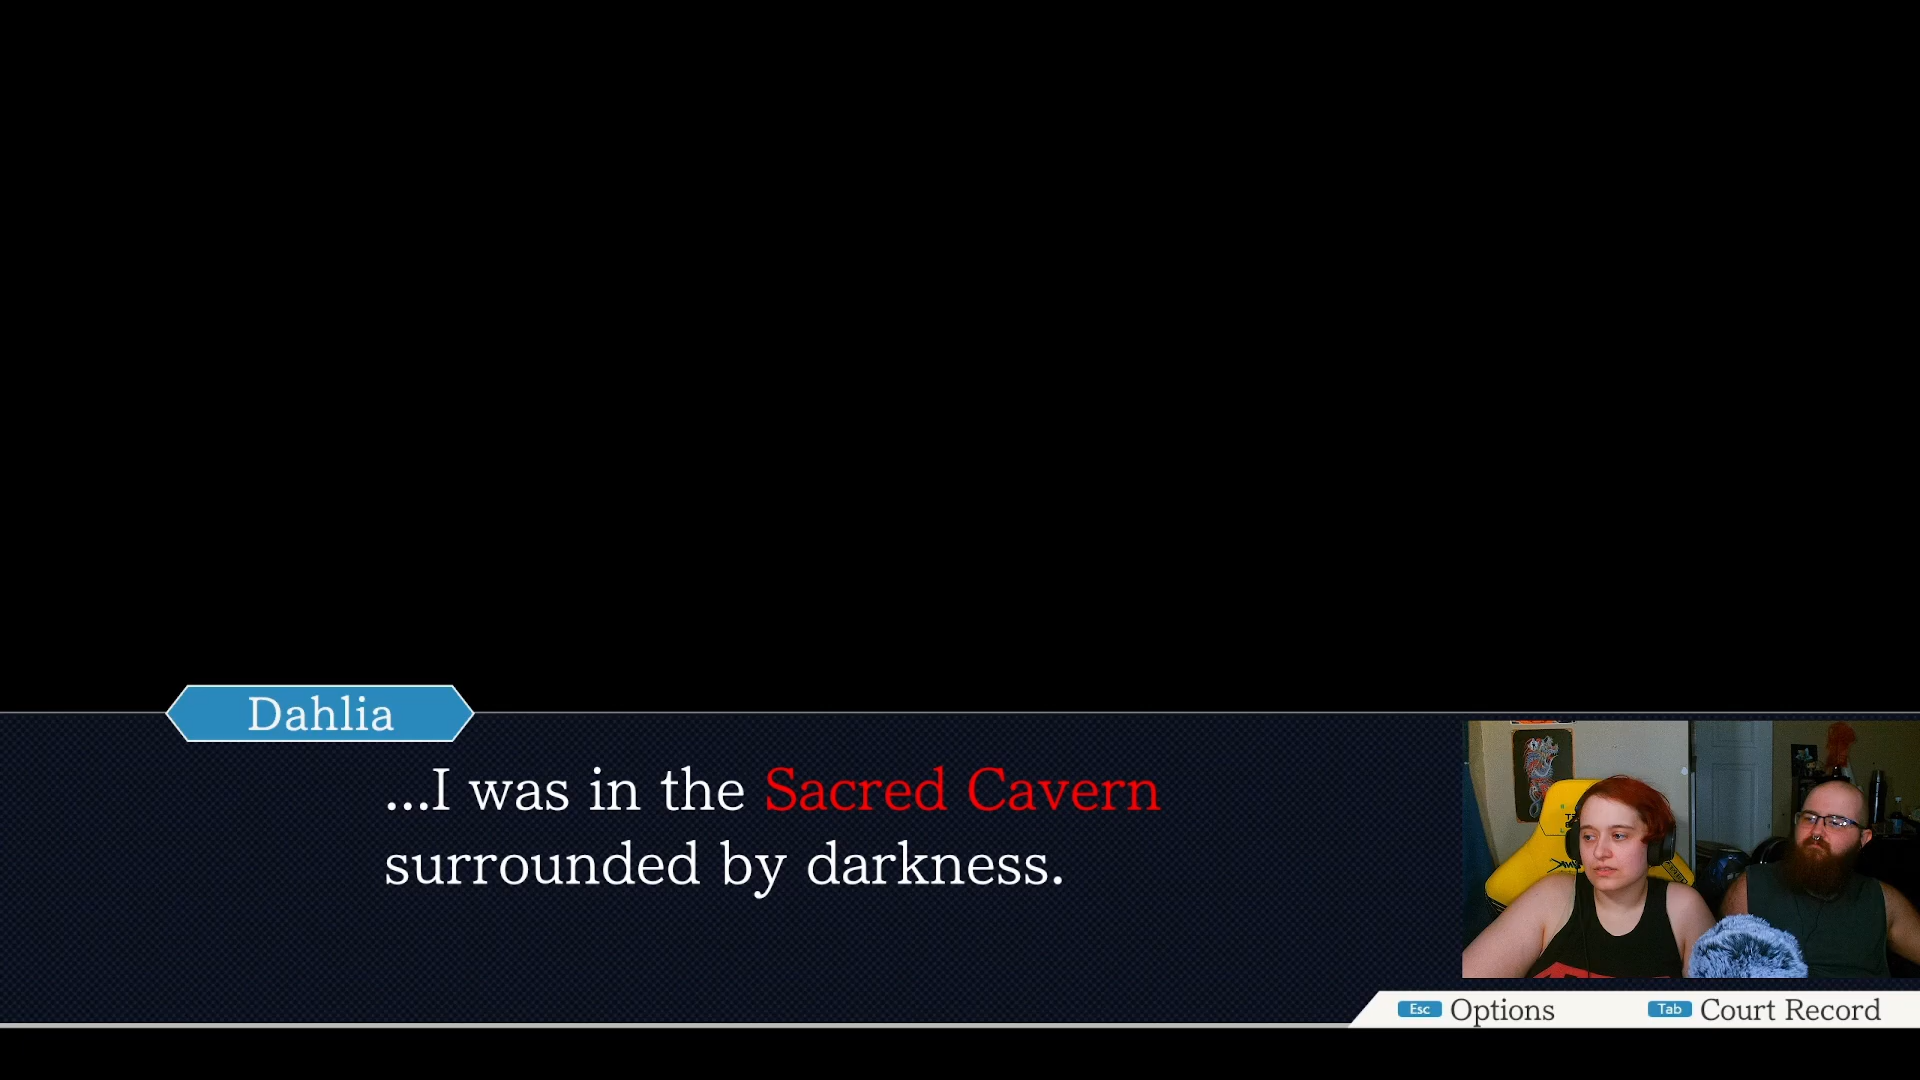 Dahlia
...I was in the Sacred Cavern
surrounded by darkness.
Esc Options Tab Court Record